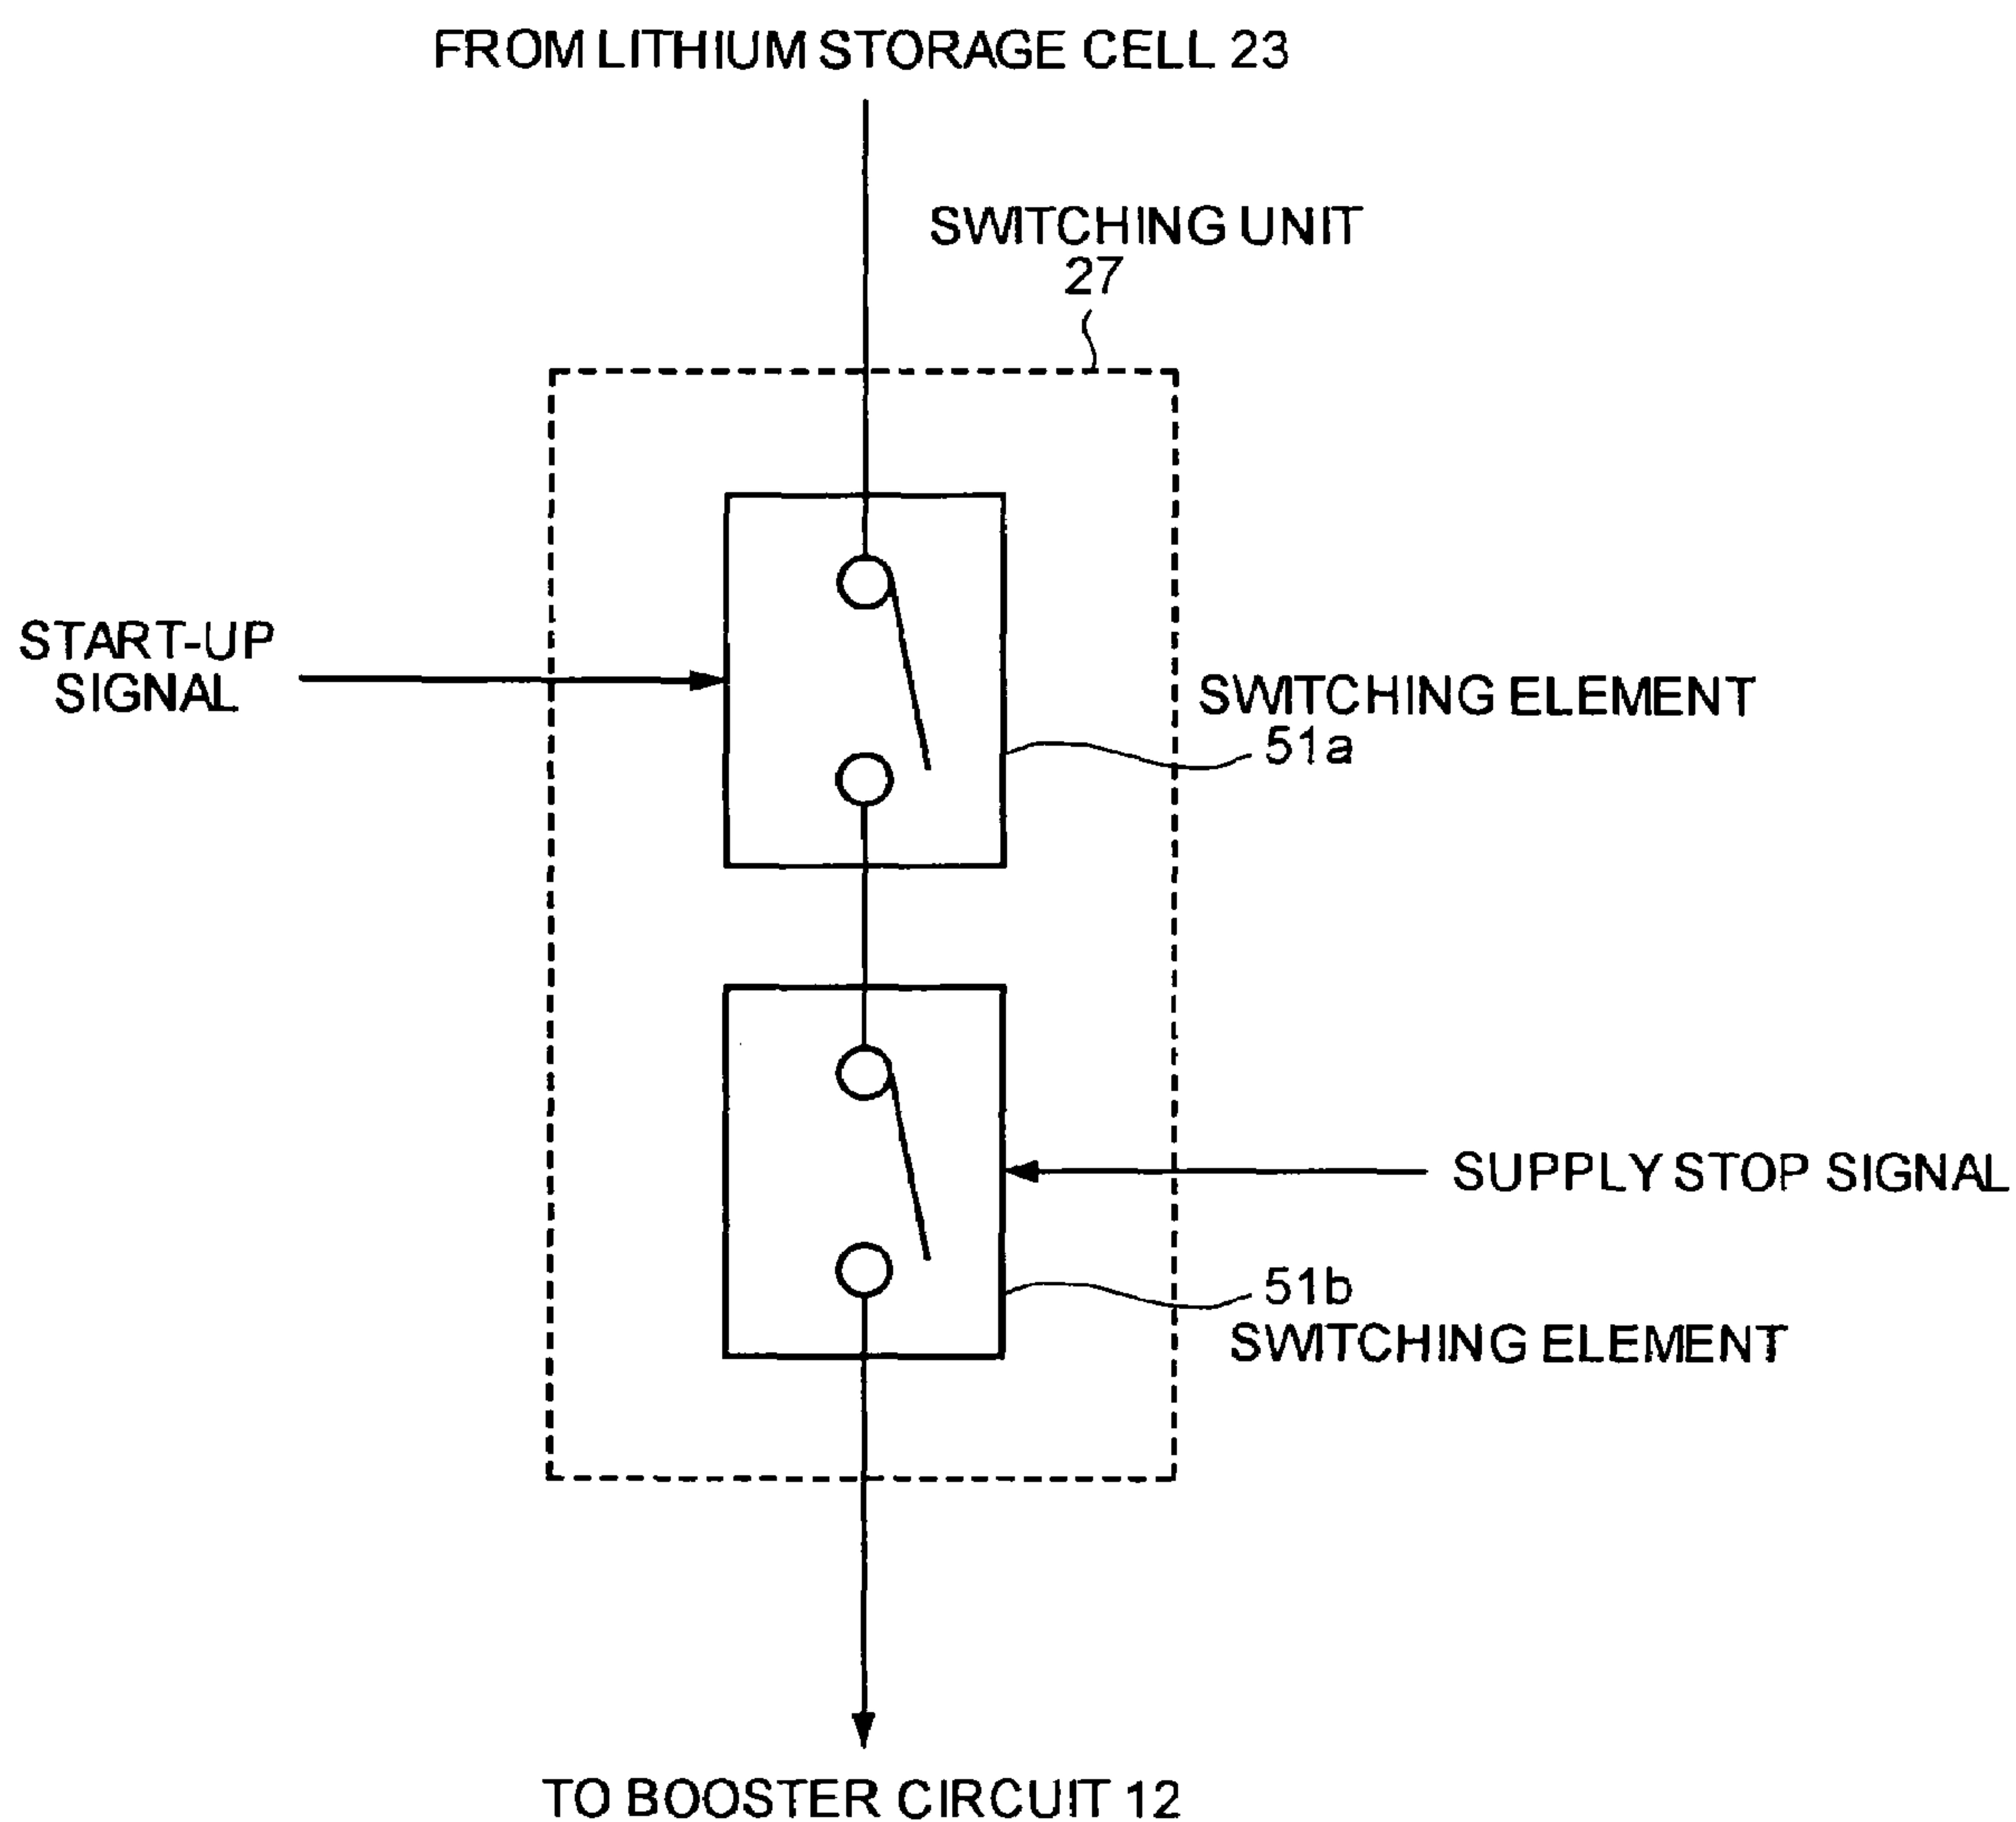 FROM LITHIUM STORAGE CELL 23
SWITCHING UNIT
27
START-UP
SIGNAL
SWITCHING ELEMENT
51a
SUPPLY STOP SIGNAL
51b
SWITCHING ELEMENT
TO BOOSTER CIRCUIT 12